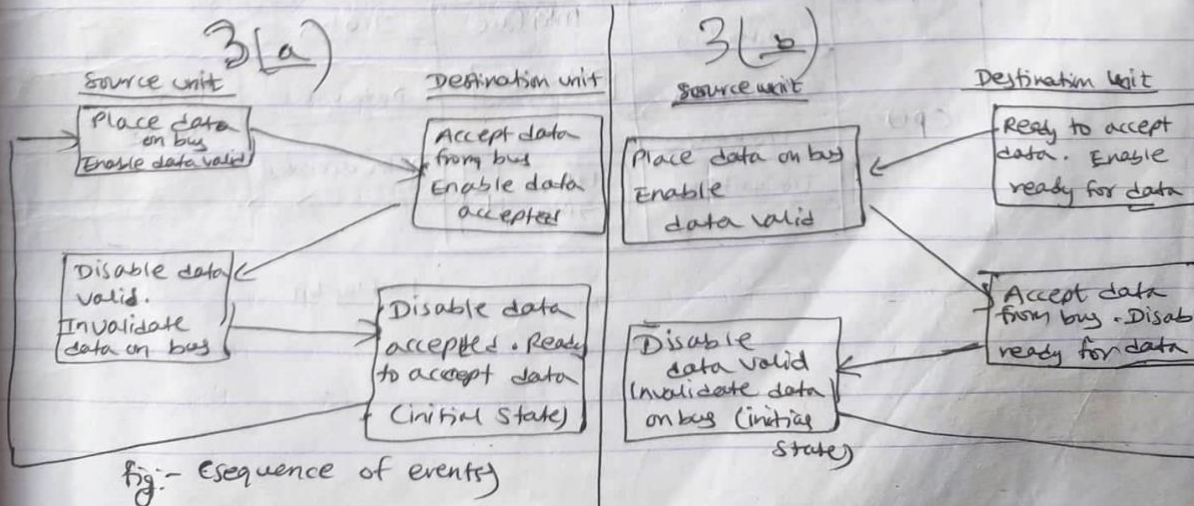 3(a)
Source unit
Destination unit
Place data
on bus
Enable data valid
Accept data
from bus
Enable data
accepted
Disable data
valid.
Invalidate
data on bus
Disable data
accepted. Ready
to accept data
(initial State)
fig:- (sequence of events)
3(b)
source unit
Destination Unit
Ready to accept
data. Enable
ready for data
Place data on bus
Enable
data valid
Accept data
from bus. Disab
ready for data
Disable
data valid
Invalidate data
on bus (initial
State)